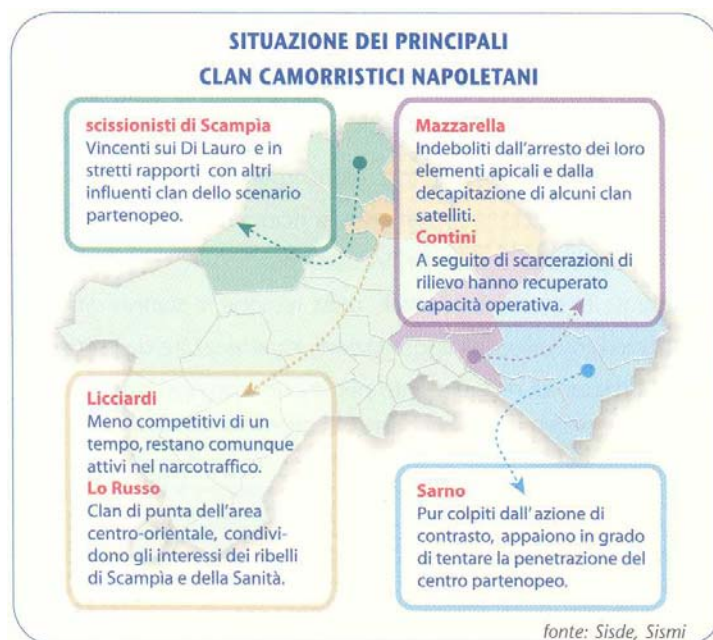 SITUAZIONE DEI PRINCIPALI
CLAN CAMORRISTICI NAPOLETANI
scissionisti di Scampìa
Vincenti sui Di Lauro e in
stretti rapporti con altri
influenti clan dello scenario
partenopeo.
Mazzarella
Indeboliti dall'arresto dei loro
elementi apicali e dalla
decapitazione di alcuni clan
satelliti.
Contini
A seguito di scarcerazioni di
rilievo hanno recuperato
capacità operativa.
Licciardi
Meno competitivi di un
tempo, restano comunque
attivi nel narcotraffico.
Lo Russo
Clan di punta dell'area
centro-orientale, condivi-
dono gli interessi dei ribelli
di Scampìa e della Sanità.
Sarno
Pur colpiti dall'azione di
contrasto, appaiono in grado
di tentare la penetrazione del
centro partenopeo.
fonte: Sisde, Sismi